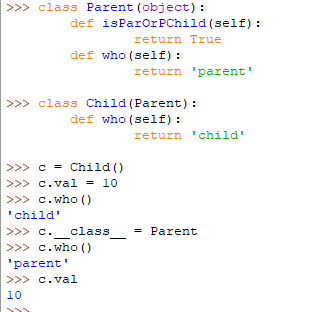 >>> class Parent(object):
        def isParOrPChild(self):
                return True
        def who(self):
                return 'parent'

>>> class Child(Parent):
        def who(self):
                return 'child'

>>> c = Child()
>>> c.val = 10
>>> c.who()
'child'
>>> c.__class__ = Parent
>>> c.who()
'parent'
>>> c.val
10
>>>